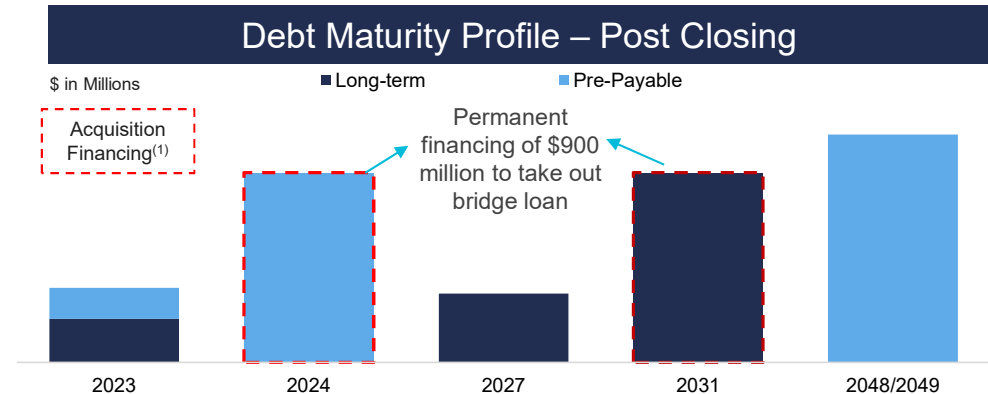 Debt Maturity Profile – Post Closing
$ in Millions
Long-term
Pre-Payable
Acquisition
Financing(1)
Permanent
financing of $900
million to take out
bridge loan
2023
2024
2027
2031
2048/2049